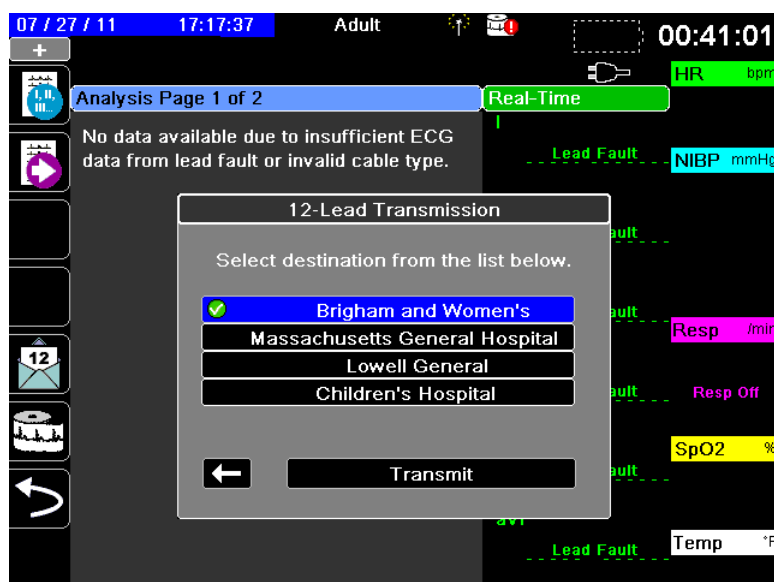 07 / 27 / 11 17:17:37 Adult 00:41:01
HR bpm
I, II, III...
Analysis Page 1 of 2
Real-Time
No data available due to insufficient ECG
data from lead fault or invalid cable type.
I
Lead Fault
NIBP mmHg
12-Lead Transmission
Select destination from the list below.
Brigham and Women's
Massachusetts General Hospital
Lowell General
Children's Hospital
Transmit
12
Resp /min
Resp Off
SpO2 %
Lead Fault
Temp °F